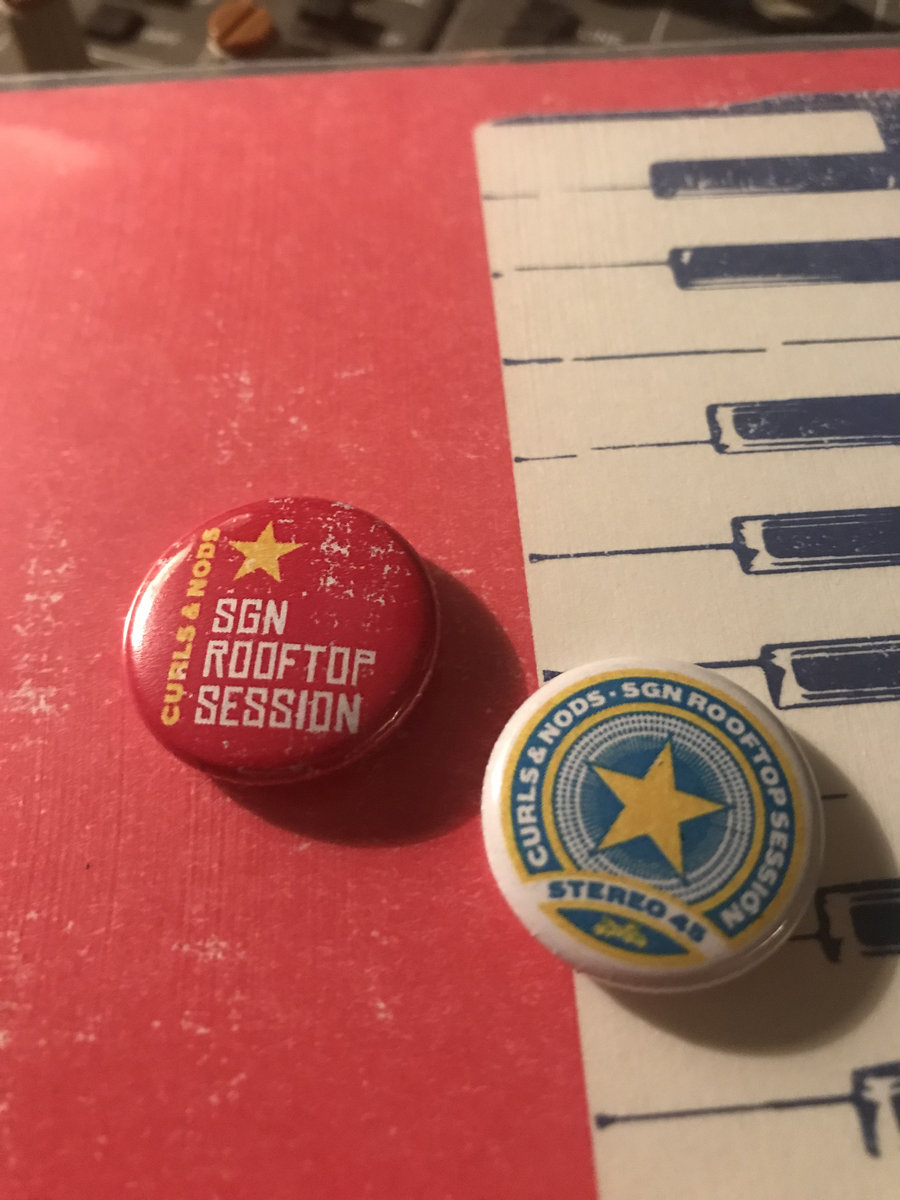 CURLS & NODS
SGN
ROOFTOP
SESSION
CURLS & NODS · SGN ROOFTOP SESSION
STEREO 45